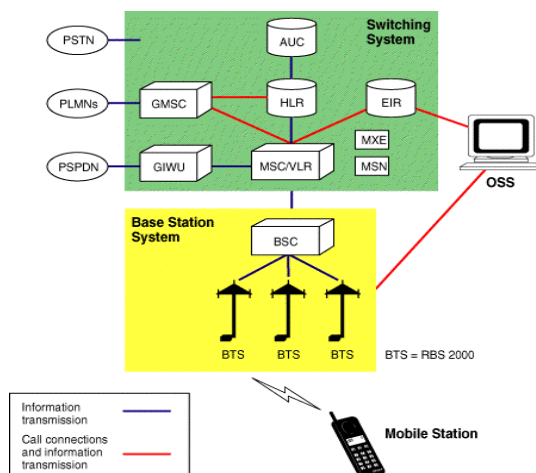 Switching
System
PSTN
AUC
PLMNs
GMSC
HLR
EIR
MXE
PSPDN
GIWU
MSC/VLR
MSN
OSS
Base Station
System
BSC
BTS
BTS
BTS
BTS = RBS 2000
Information
transmission
Call connections
and information
transmission
Mobile Station